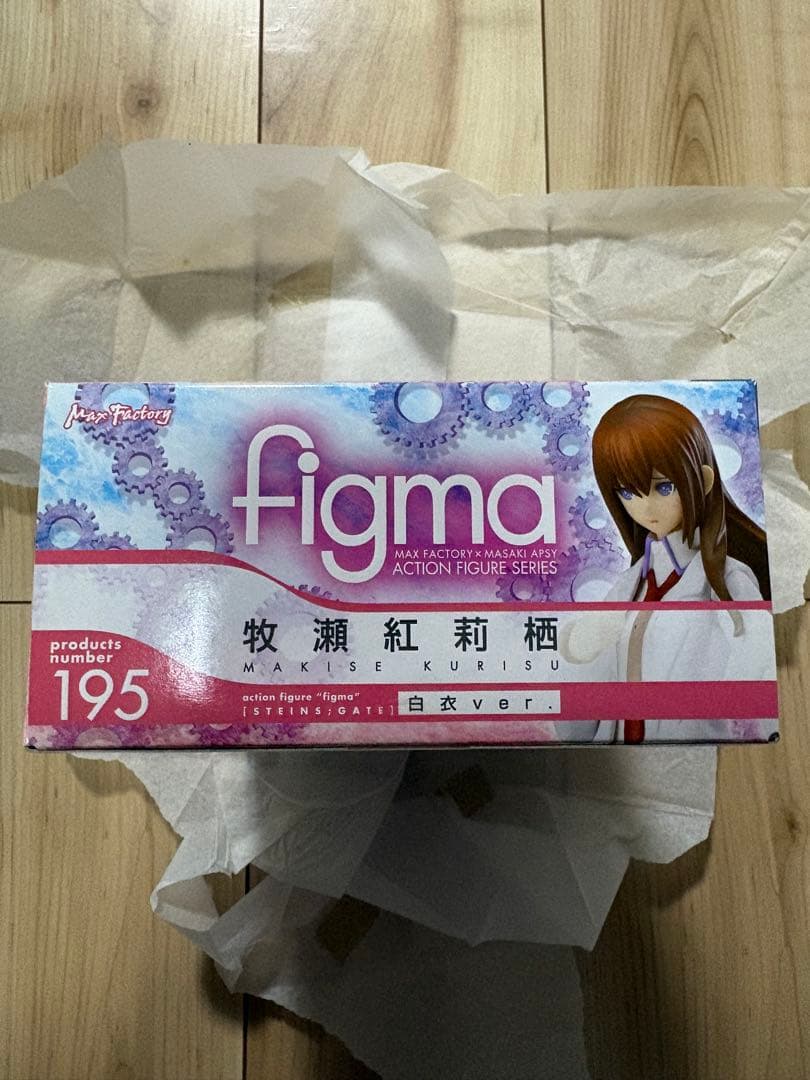 Max Factory
figma
MAX FACTORY × MASAKI APSY
ACTION FIGURE SERIES
牧瀬紅莉栖
MAKISE KURISU
products
number
195
action figure "figma"
[STEINS;GATE]
白衣ver.